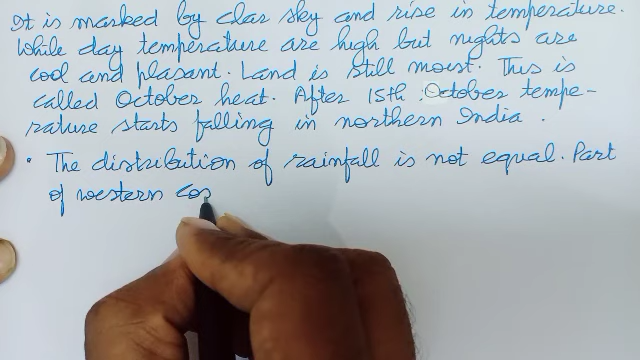 It is marked by clar sky and rise in temperature.
While day temperature are high but nights are
cool and plasant. Land is still moist. This is
called October heat. After 15th October tempe-
rature starts falling in northern India.
• The distribution of rainfall is not equal. Part
of western cos